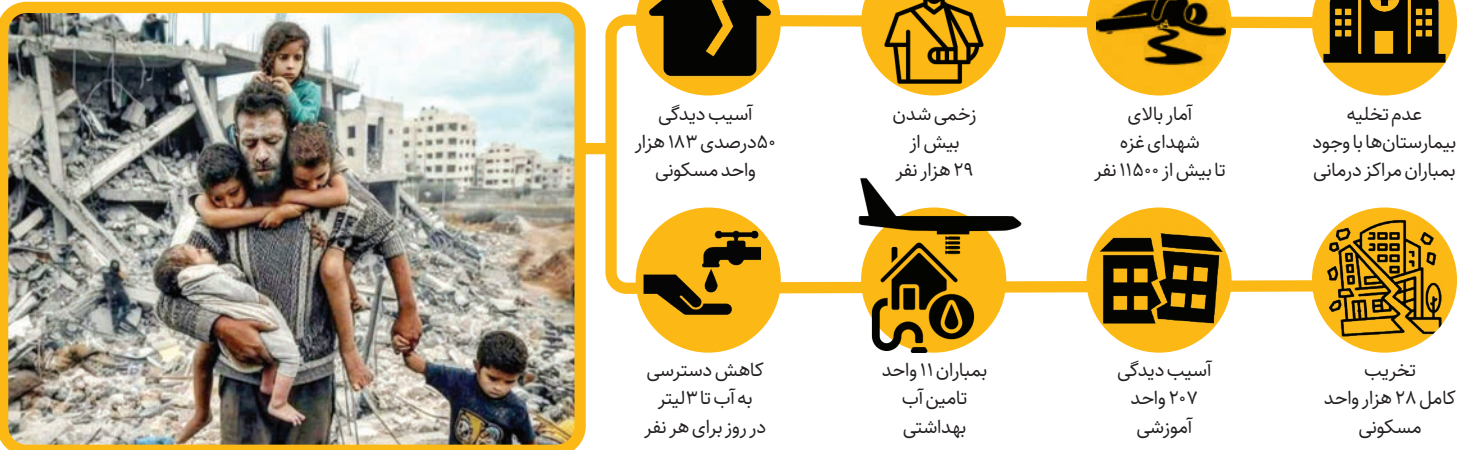 عدم تخلیه
بیمارستان‌ها با وجود
بمباران مراکز درمانی
آمار بالای
شهدای غزه
تا بیش از ۱۱۵۰۰ نفر
زخمی شدن
بیش از
۲۹ هزار نفر
آسیب دیدگی
۵۰درصدی ۱۸۳ هزار
واحد مسکونی
تخریب
کامل ۲۸ هزار واحد
مسکونی
آسیب دیدگی
۲۰۷ واحد
آموزشی
بمباران ۱۱ واحد
تامین آب
بهداشتی
کاهش دسترسی
به آب تا ۳لیتر
در روز برای هر نفر